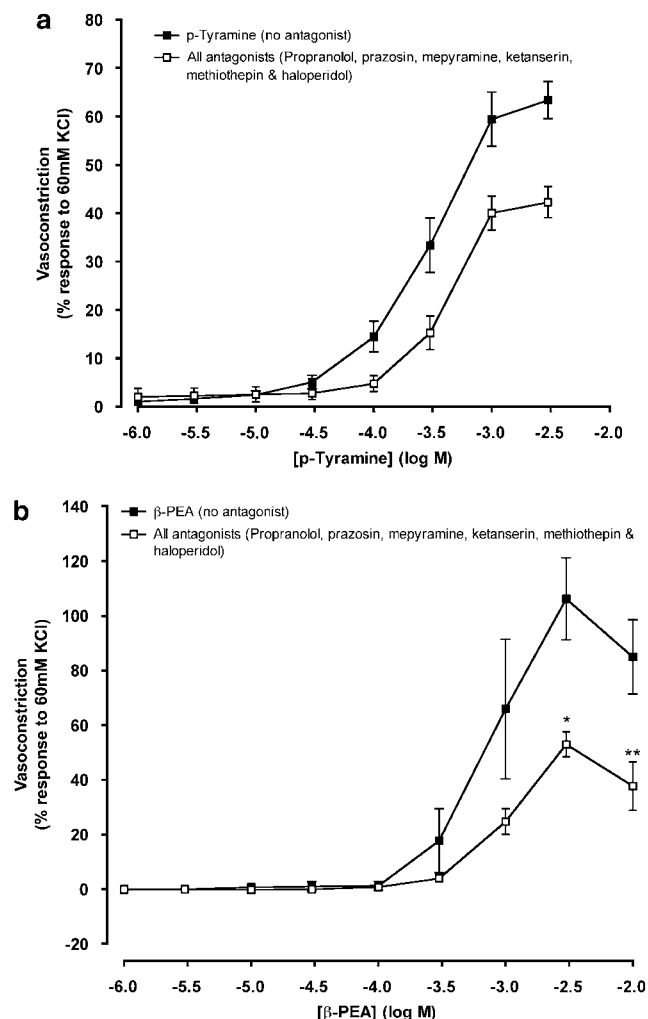 a
p-Tyramine (no antagonist)
All antagonists (Propranolol, prazosin, mepyramine, ketanserin,
methiothepin & haloperidol)
Vasoconstriction
(% response to 60mM KCl)
80
70
60
50
40
30
20
10
0
-6.0 -5.5 -5.0 -4.5 -4.0 -3.5 -3.0 -2.5 -2.0
[p-Tyramine] (log M)
b
β-PEA (no antagonist)
All antagonists (Propranolol, prazosin, mepyramine, ketanserin, methiothepin &
haloperidol)
Vasoconstriction
(% response to 60mM KCl)
140
120
100
80
60
40
20
0
-20
*
**
-6.0 -5.5 -5.0 -4.5 -4.0 -3.5 -3.0 -2.5 -2.0
[β-PEA] (log M)